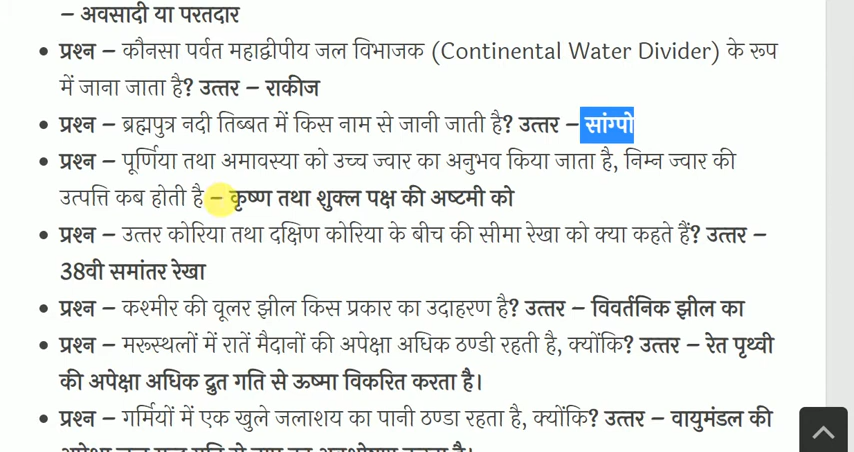 – अवसादी या परतदार
प्रश्न – कौनसा पर्वत महाद्वीपीय जल विभाजक (Continental Water Divider) के रूप
में जाना जाता है? उत्तर – राकीज
प्रश्न – ब्रह्मपुत्र नदी तिब्बत में किस नाम से जानी जाती है? उत्तर – सांग्पो
प्रश्न – पूर्णिया तथा अमावस्या को उच्च ज्वार का अनुभव किया जाता है, निम्न ज्वार की
उत्पत्ति कब होती है – कृष्ण तथा शुक्ल पक्ष की अष्टमी को
प्रश्न – उत्तर कोरिया तथा दक्षिण कोरिया के बीच की सीमा रेखा को क्या कहते हैं? उत्तर –
38वी समांतर रेखा
प्रश्न – कश्मीर की वूलर झील किस प्रकार का उदाहरण है? उत्तर – विवर्तनिक झील का
प्रश्न – मरूस्थलों में रातें मैदानों की अपेक्षा अधिक ठण्डी रहती है, क्योंकि? उत्तर – रेत पृथ्वी
की अपेक्षा अधिक द्रुत गति से ऊष्मा विकरित करता है।
प्रश्न – गर्मियों में एक खुले जलाशय का पानी ठण्डा रहता है, क्योंकि? उत्तर – वायुमंडल की